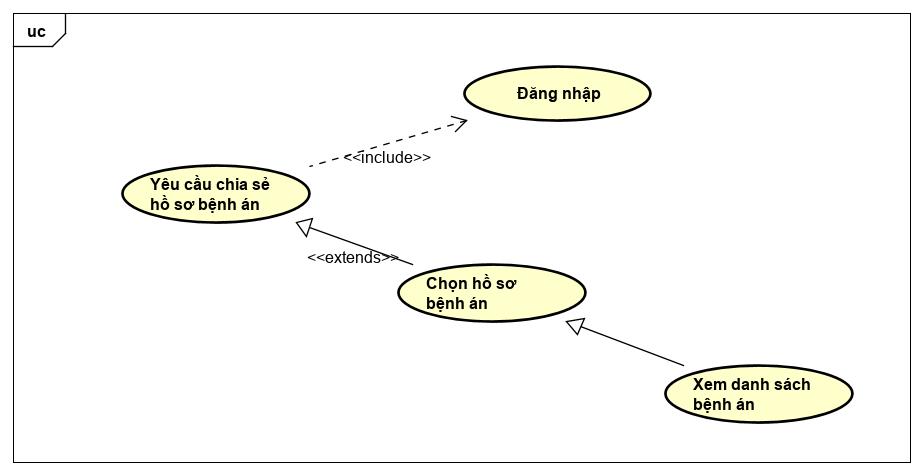 uc
Đăng nhập
<<include>>
Yêu cầu chia sẻ
hồ sơ bệnh án
<<extends>>
Chọn hồ sơ
bệnh án
Xem danh sách
bệnh án